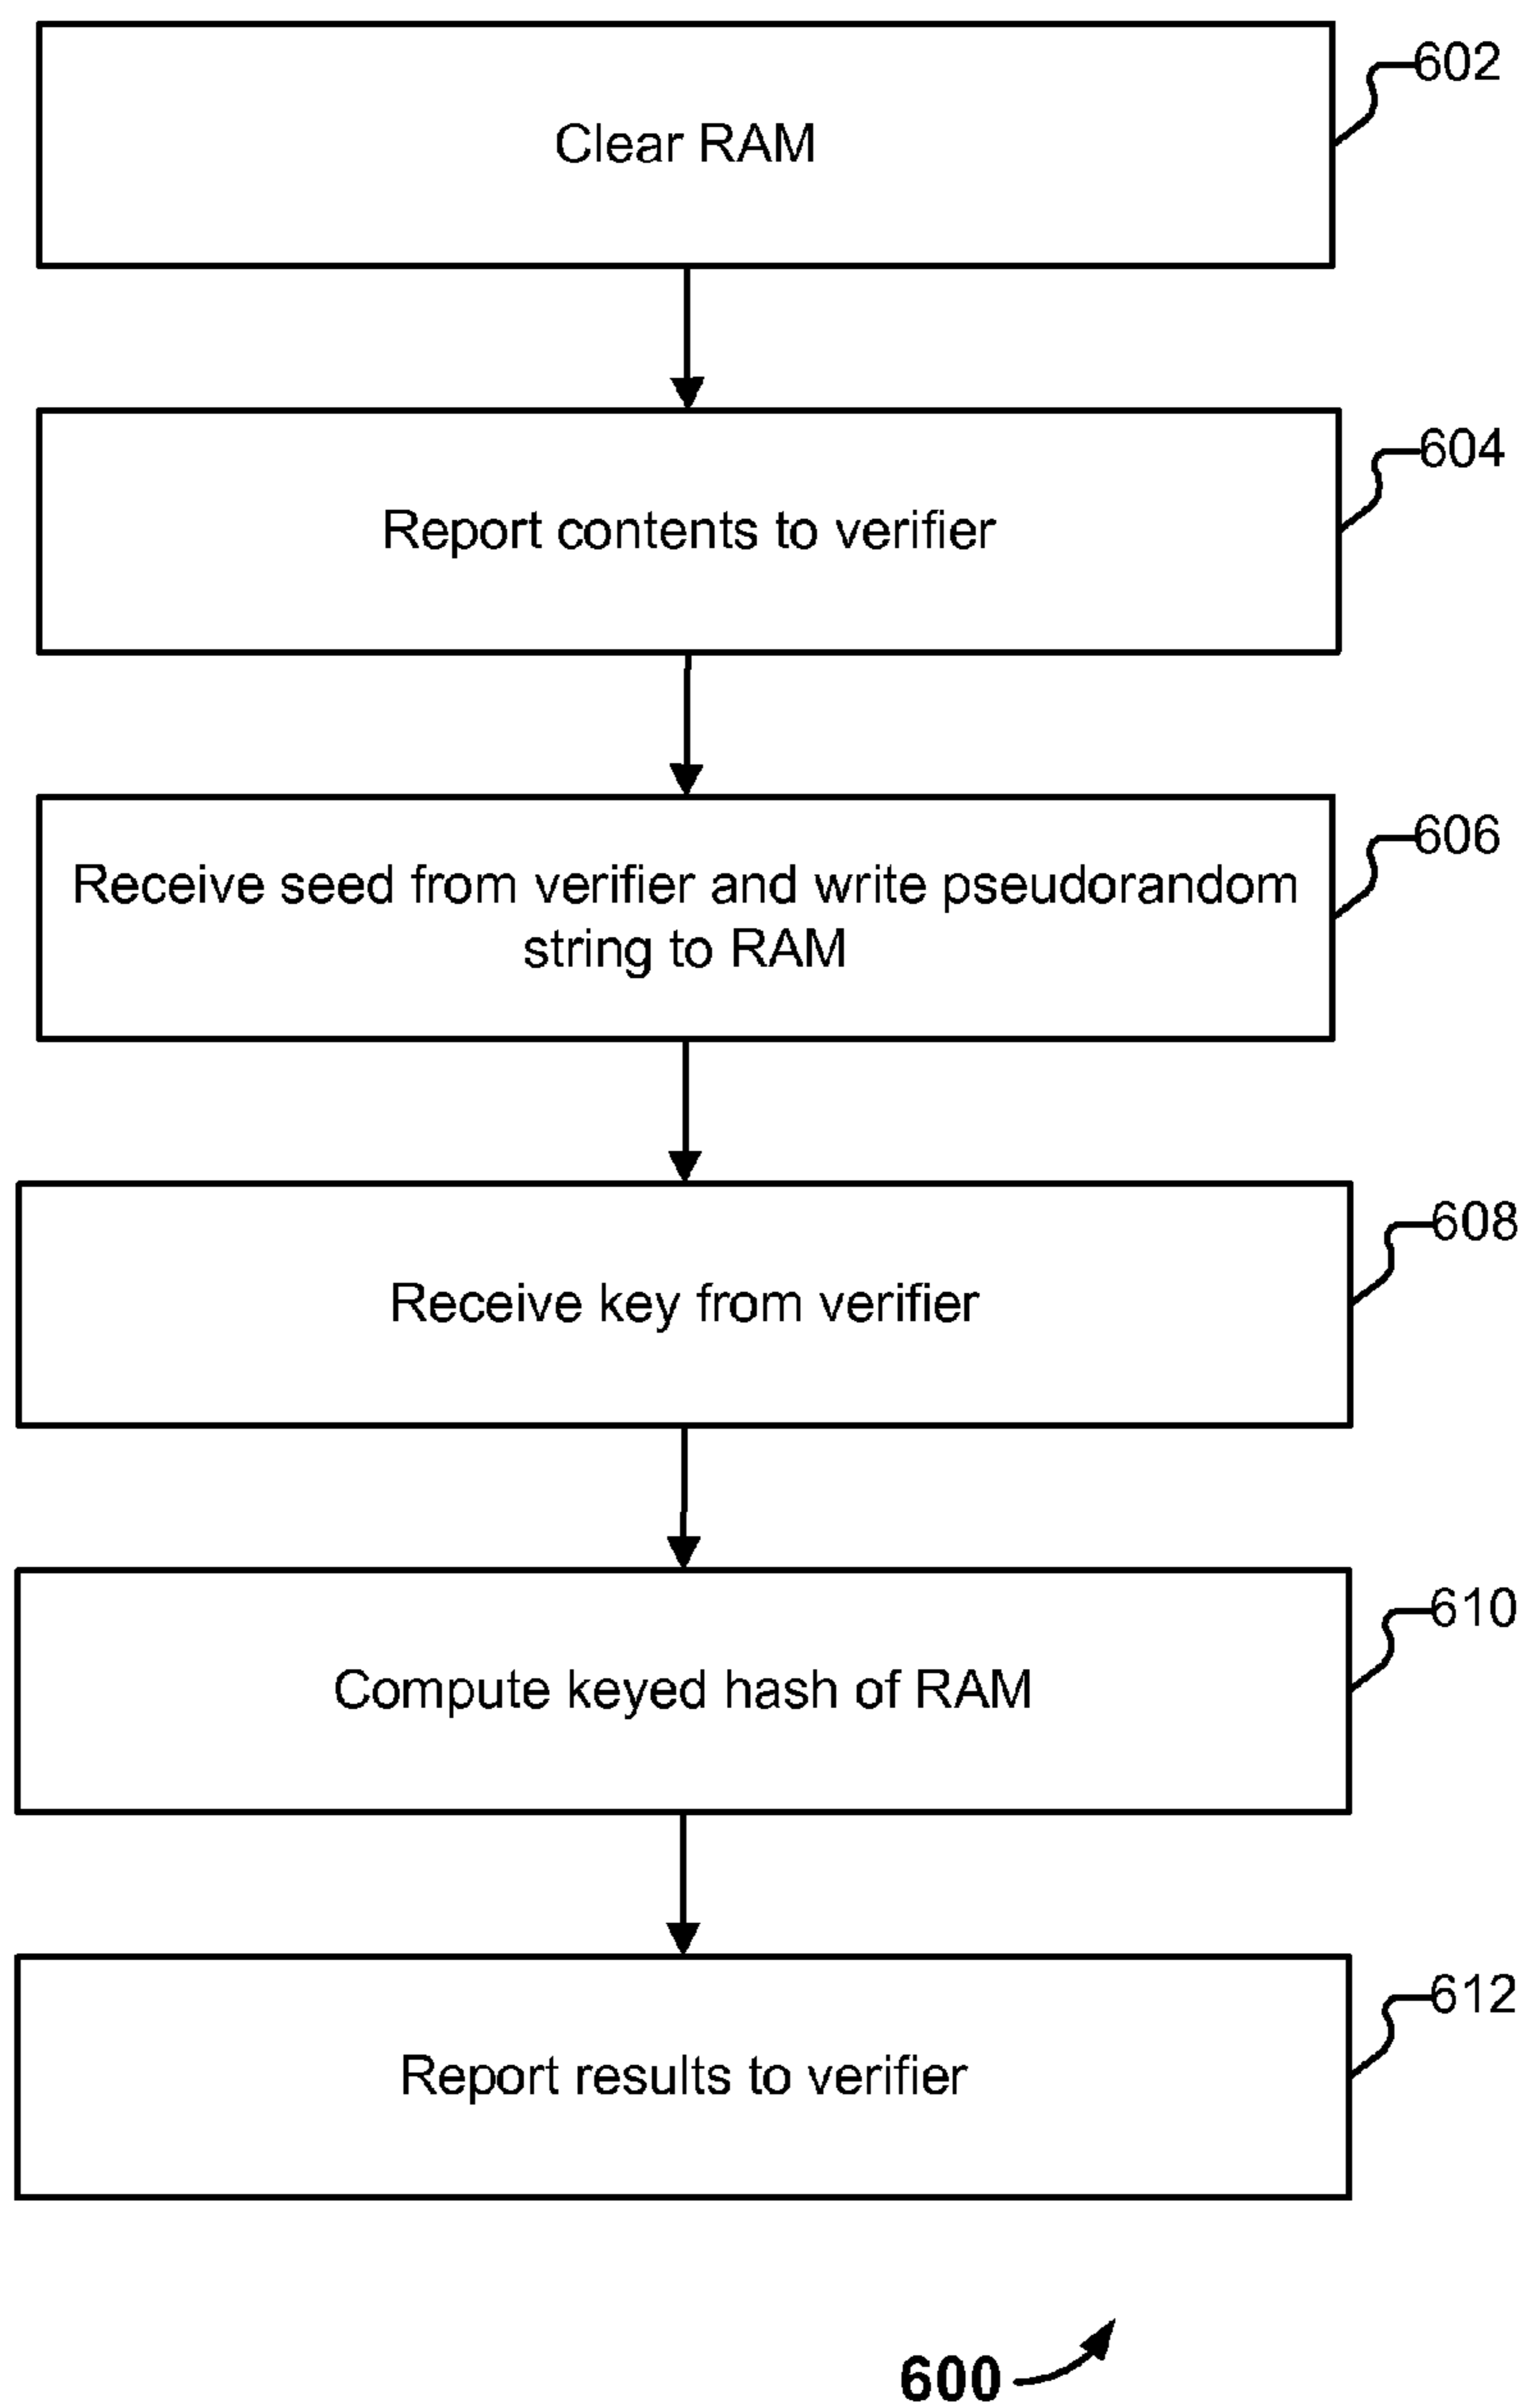 Clear RAM
602
Report contents to verifier
604
Receive seed from verifier and write pseudorandom
string to RAM
606
Receive key from verifier
608
Compute keyed hash of RAM
610
Report results to verifier
612
600